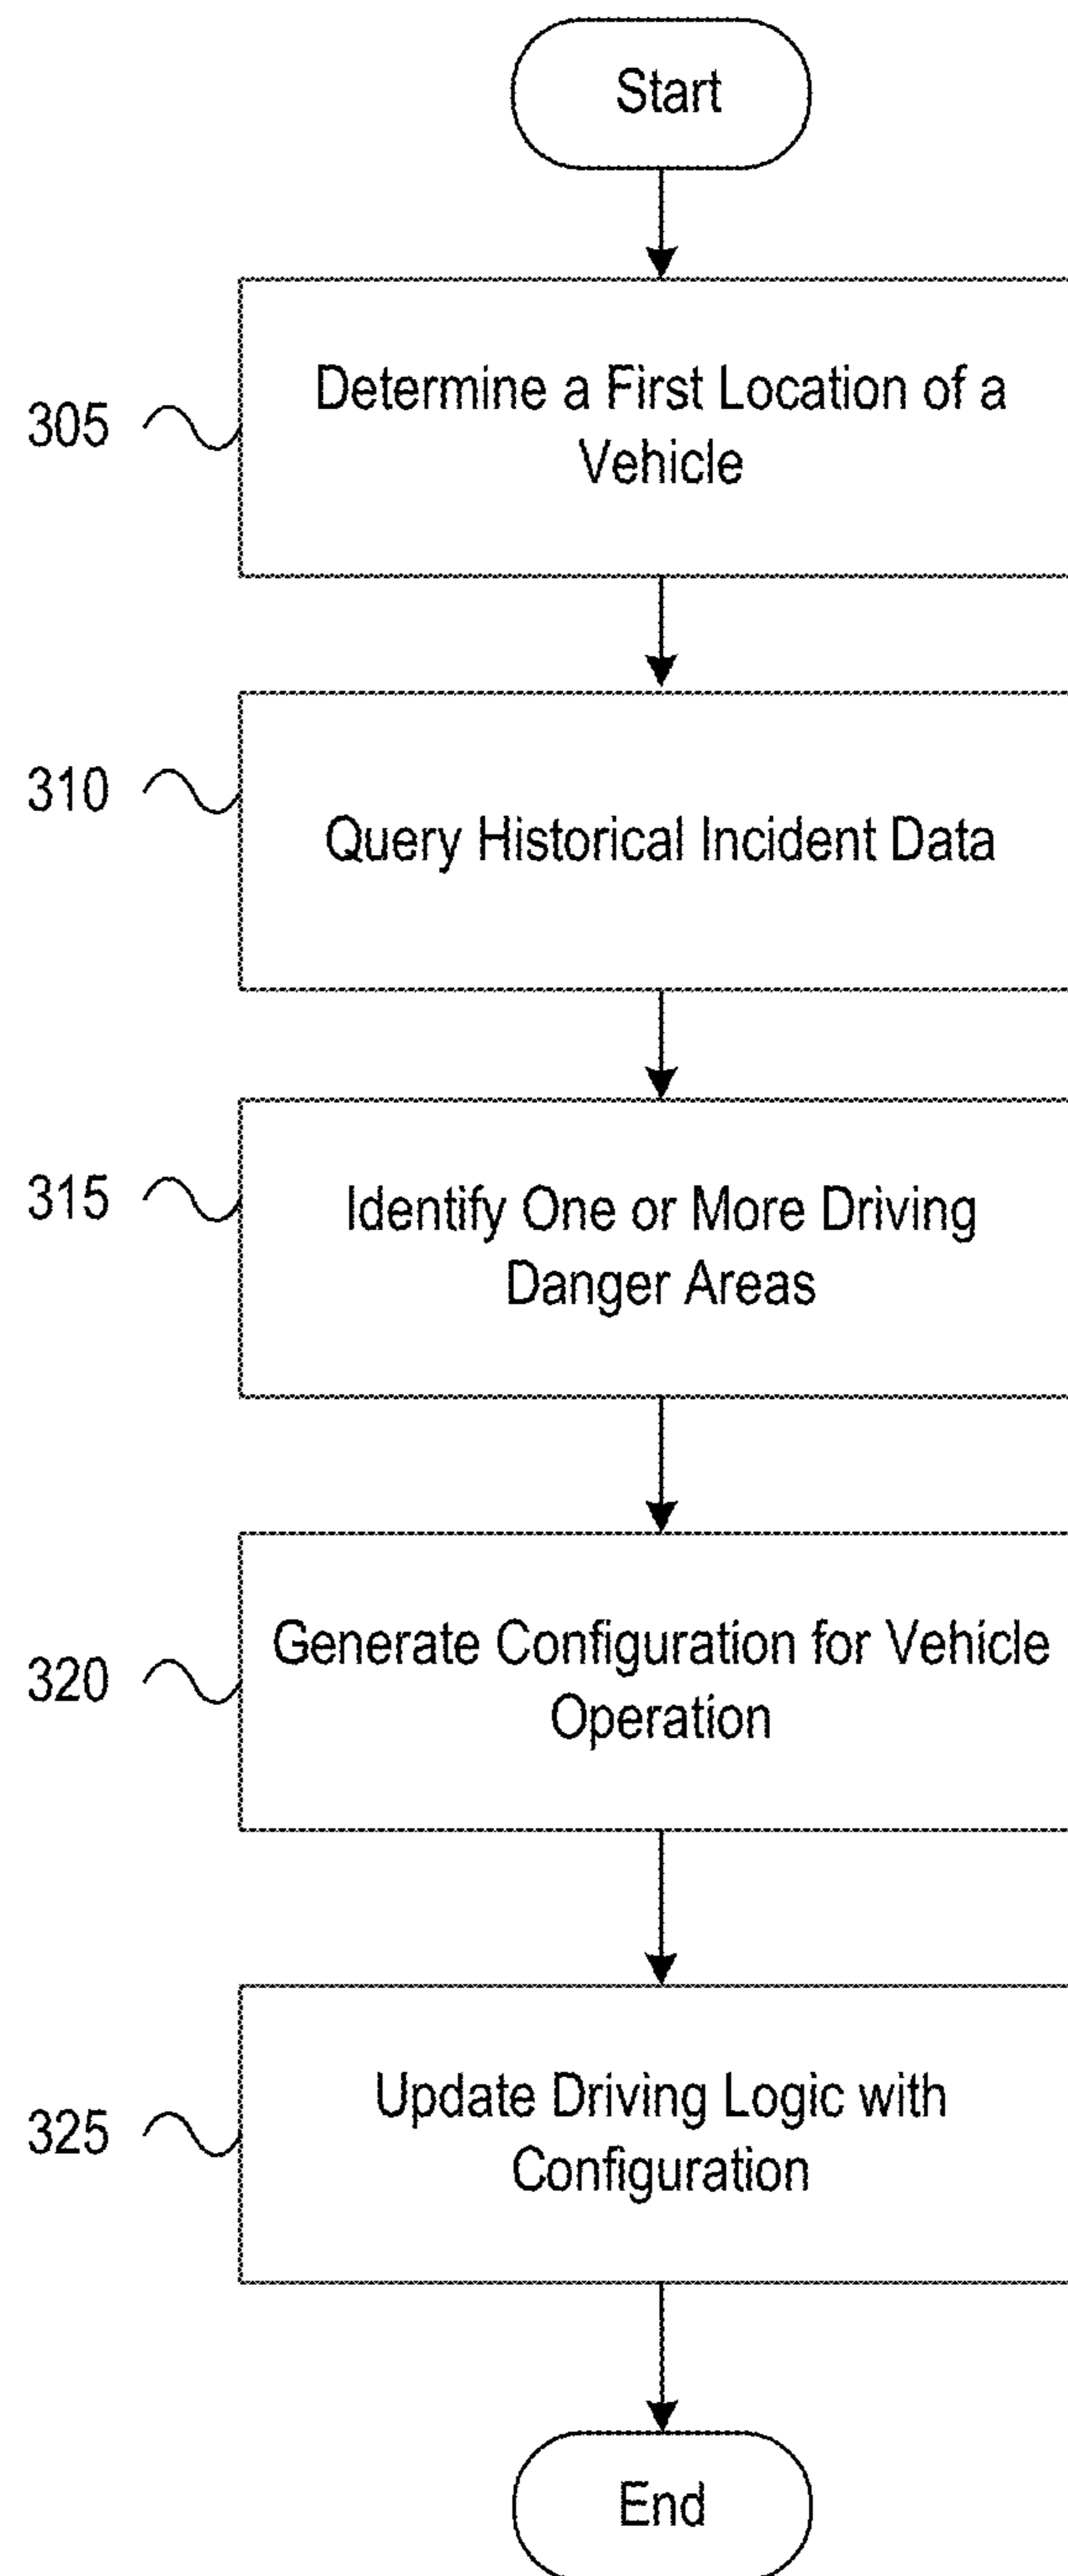 Start
305
Determine a First Location of a
Vehicle
310
Query Historical Incident Data
315
Identify One or More Driving
Danger Areas
320
Generate Configuration for Vehicle
Operation
325
Update Driving Logic with
Configuration
End